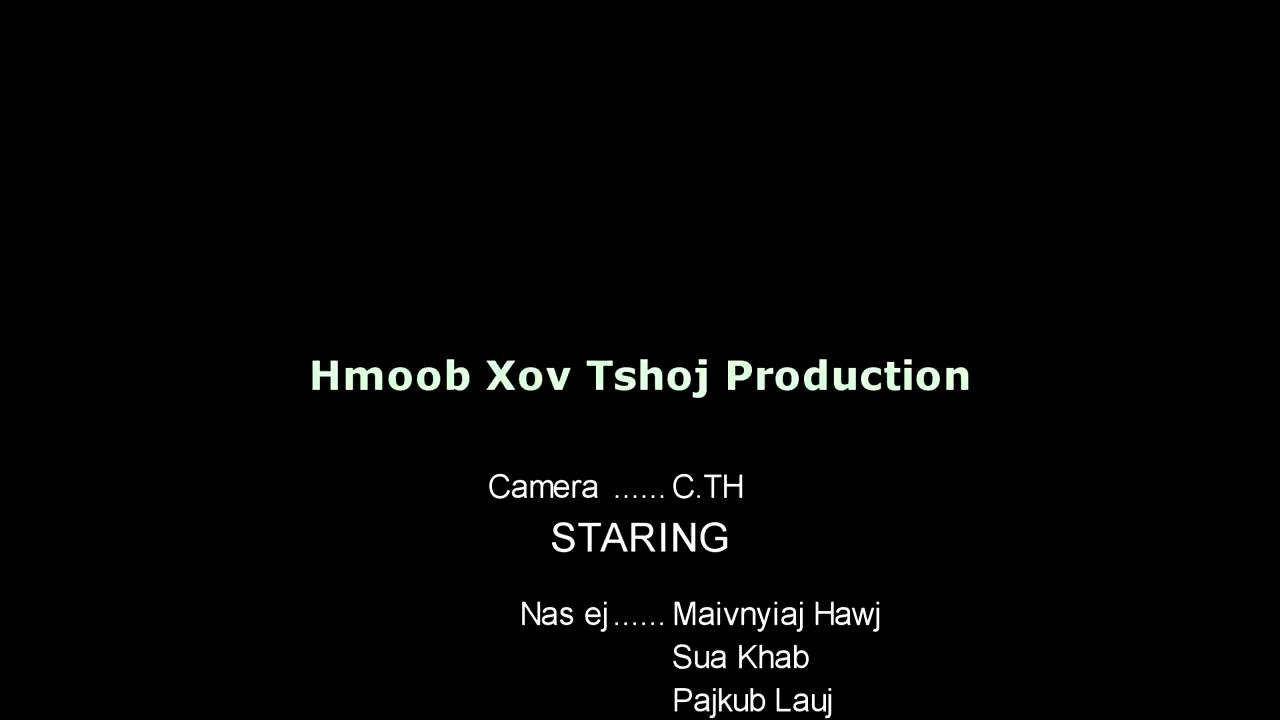 Hmoob Xov Tshoj Production
Camera ...... C.TH
STARING
Nas ej ...... Maivnyiaj Hawj
Sua Khab
Pajkub Lauj